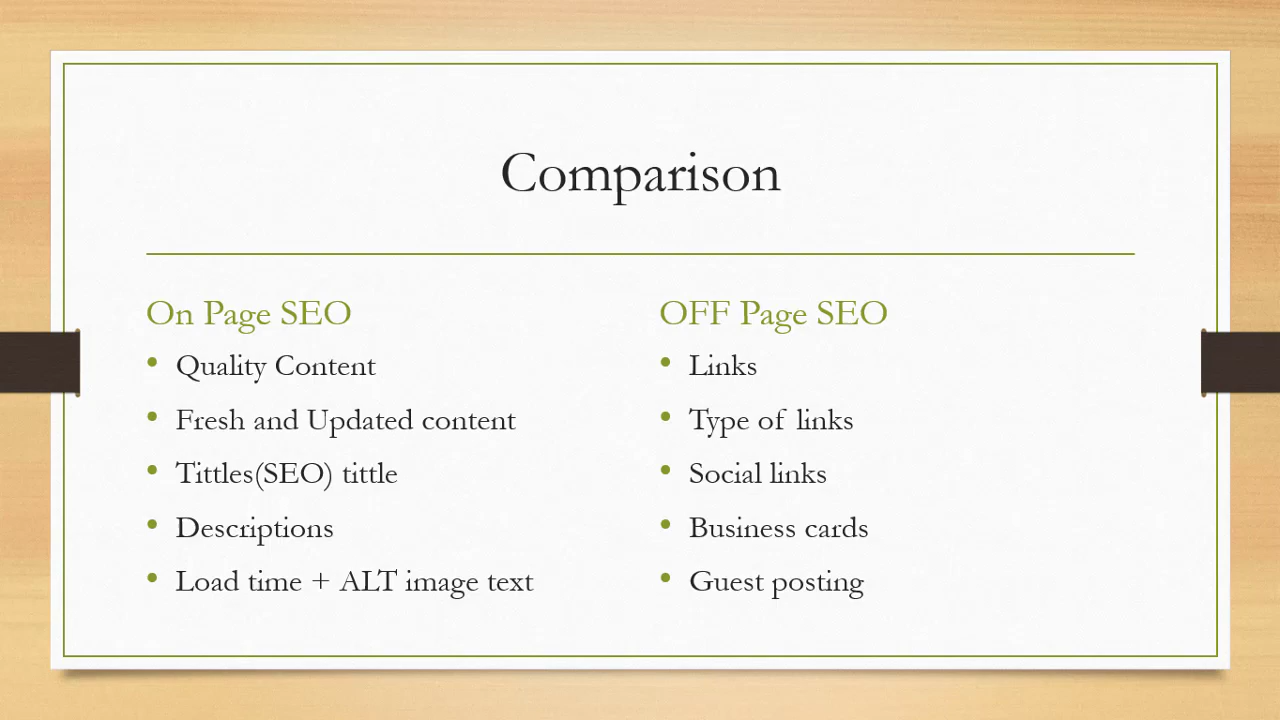 Comparison
On Page SEO
• Quality Content
• Fresh and Updated content
• Tittles(SEO) tittle
• Descriptions
• Load time + ALT image text
OFF Page SEO
• Links
• Type of links
• Social links
• Business cards
• Guest posting